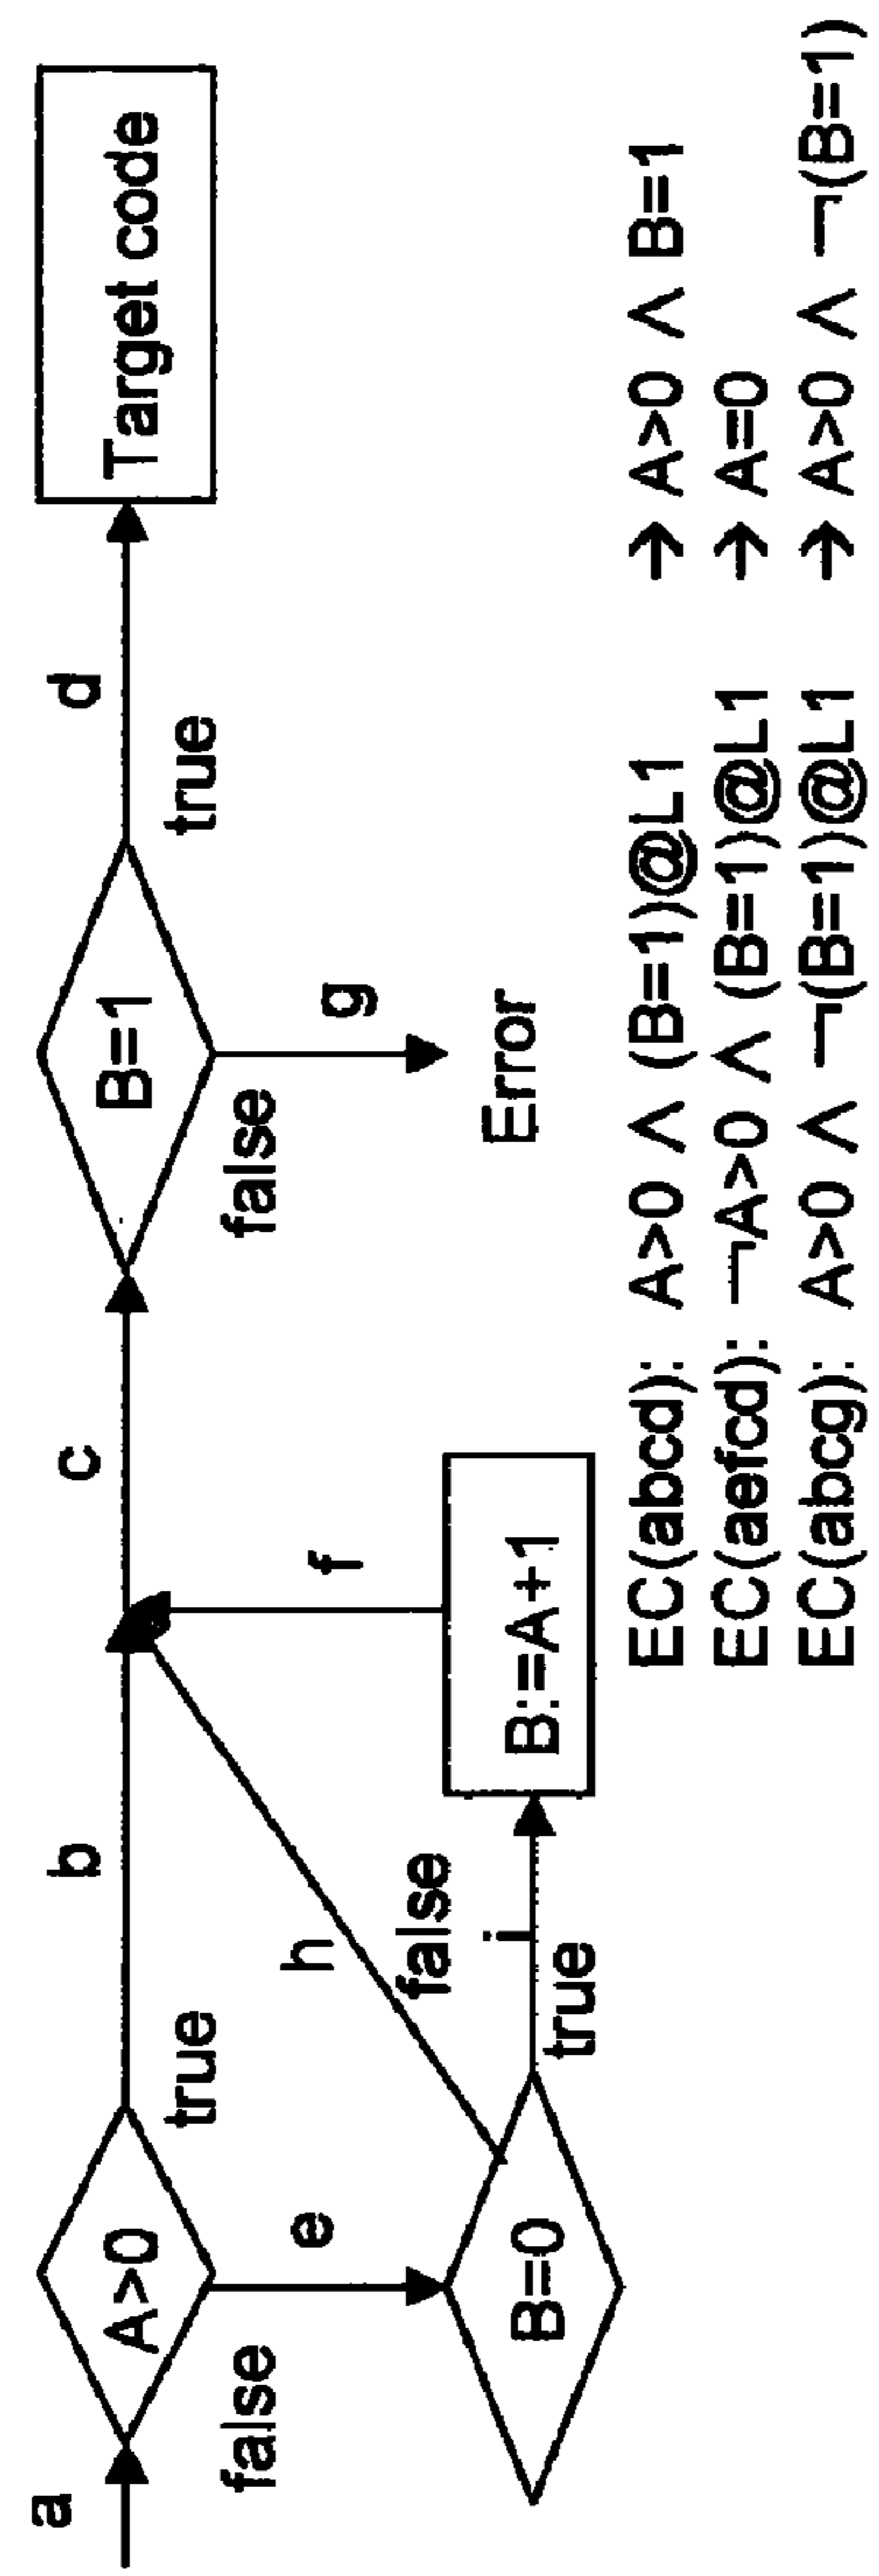 a
A>0
true
false
b
c
B=1
d
true
Target code
false
g
Error
e
h
f
false
i
B=0
true
B:=A+1
EC(abcd): A>0 ∧ (B=1)@L1 → A>0 ∧ B=1
EC(aefcd): ¬A>0 ∧ (B=1)@L1 → A=0
EC(abcg): A>0 ∧ ¬(B=1)@L1 → A>0 ∧ ¬(B=1)